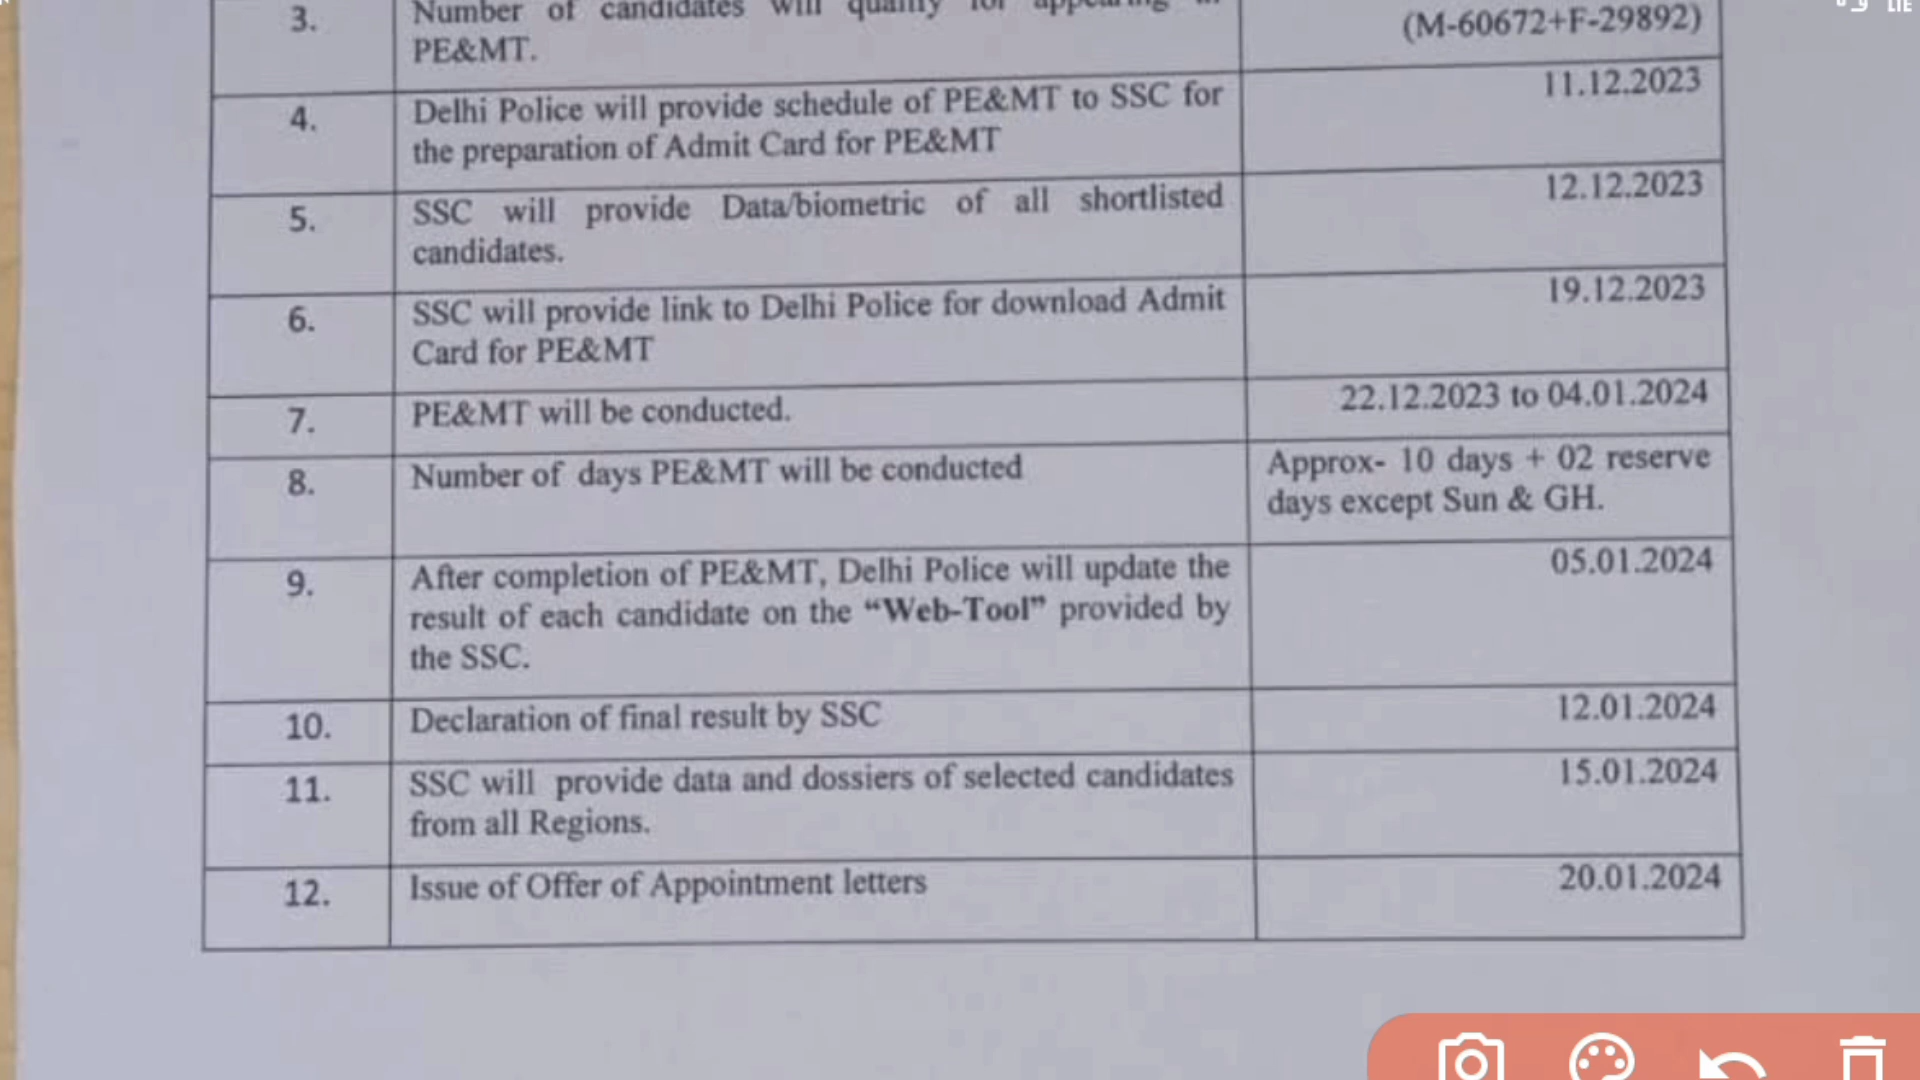 3.
Number of candidates will qualify for appearing in
PE&MT.
(M-60672+F-29892)
4.
Delhi Police will provide schedule of PE&MT to SSC for
the preparation of Admit Card for PE&MT
11.12.2023
5.
SSC will provide Data/biometric of all shortlisted
candidates.
12.12.2023
6.
SSC will provide link to Delhi Police for download Admit
Card for PE&MT
19.12.2023
7.
PE&MT will be conducted.
22.12.2023 to 04.01.2024
8.
Number of days PE&MT will be conducted
Approx- 10 days + 02 reserve
days except Sun & GH.
9.
After completion of PE&MT, Delhi Police will update the
result of each candidate on the “Web-Tool” provided by
the SSC.
05.01.2024
10.
Declaration of final result by SSC
12.01.2024
11.
SSC will provide data and dossiers of selected candidates
from all Regions.
15.01.2024
12.
Issue of Offer of Appointment letters
20.01.2024